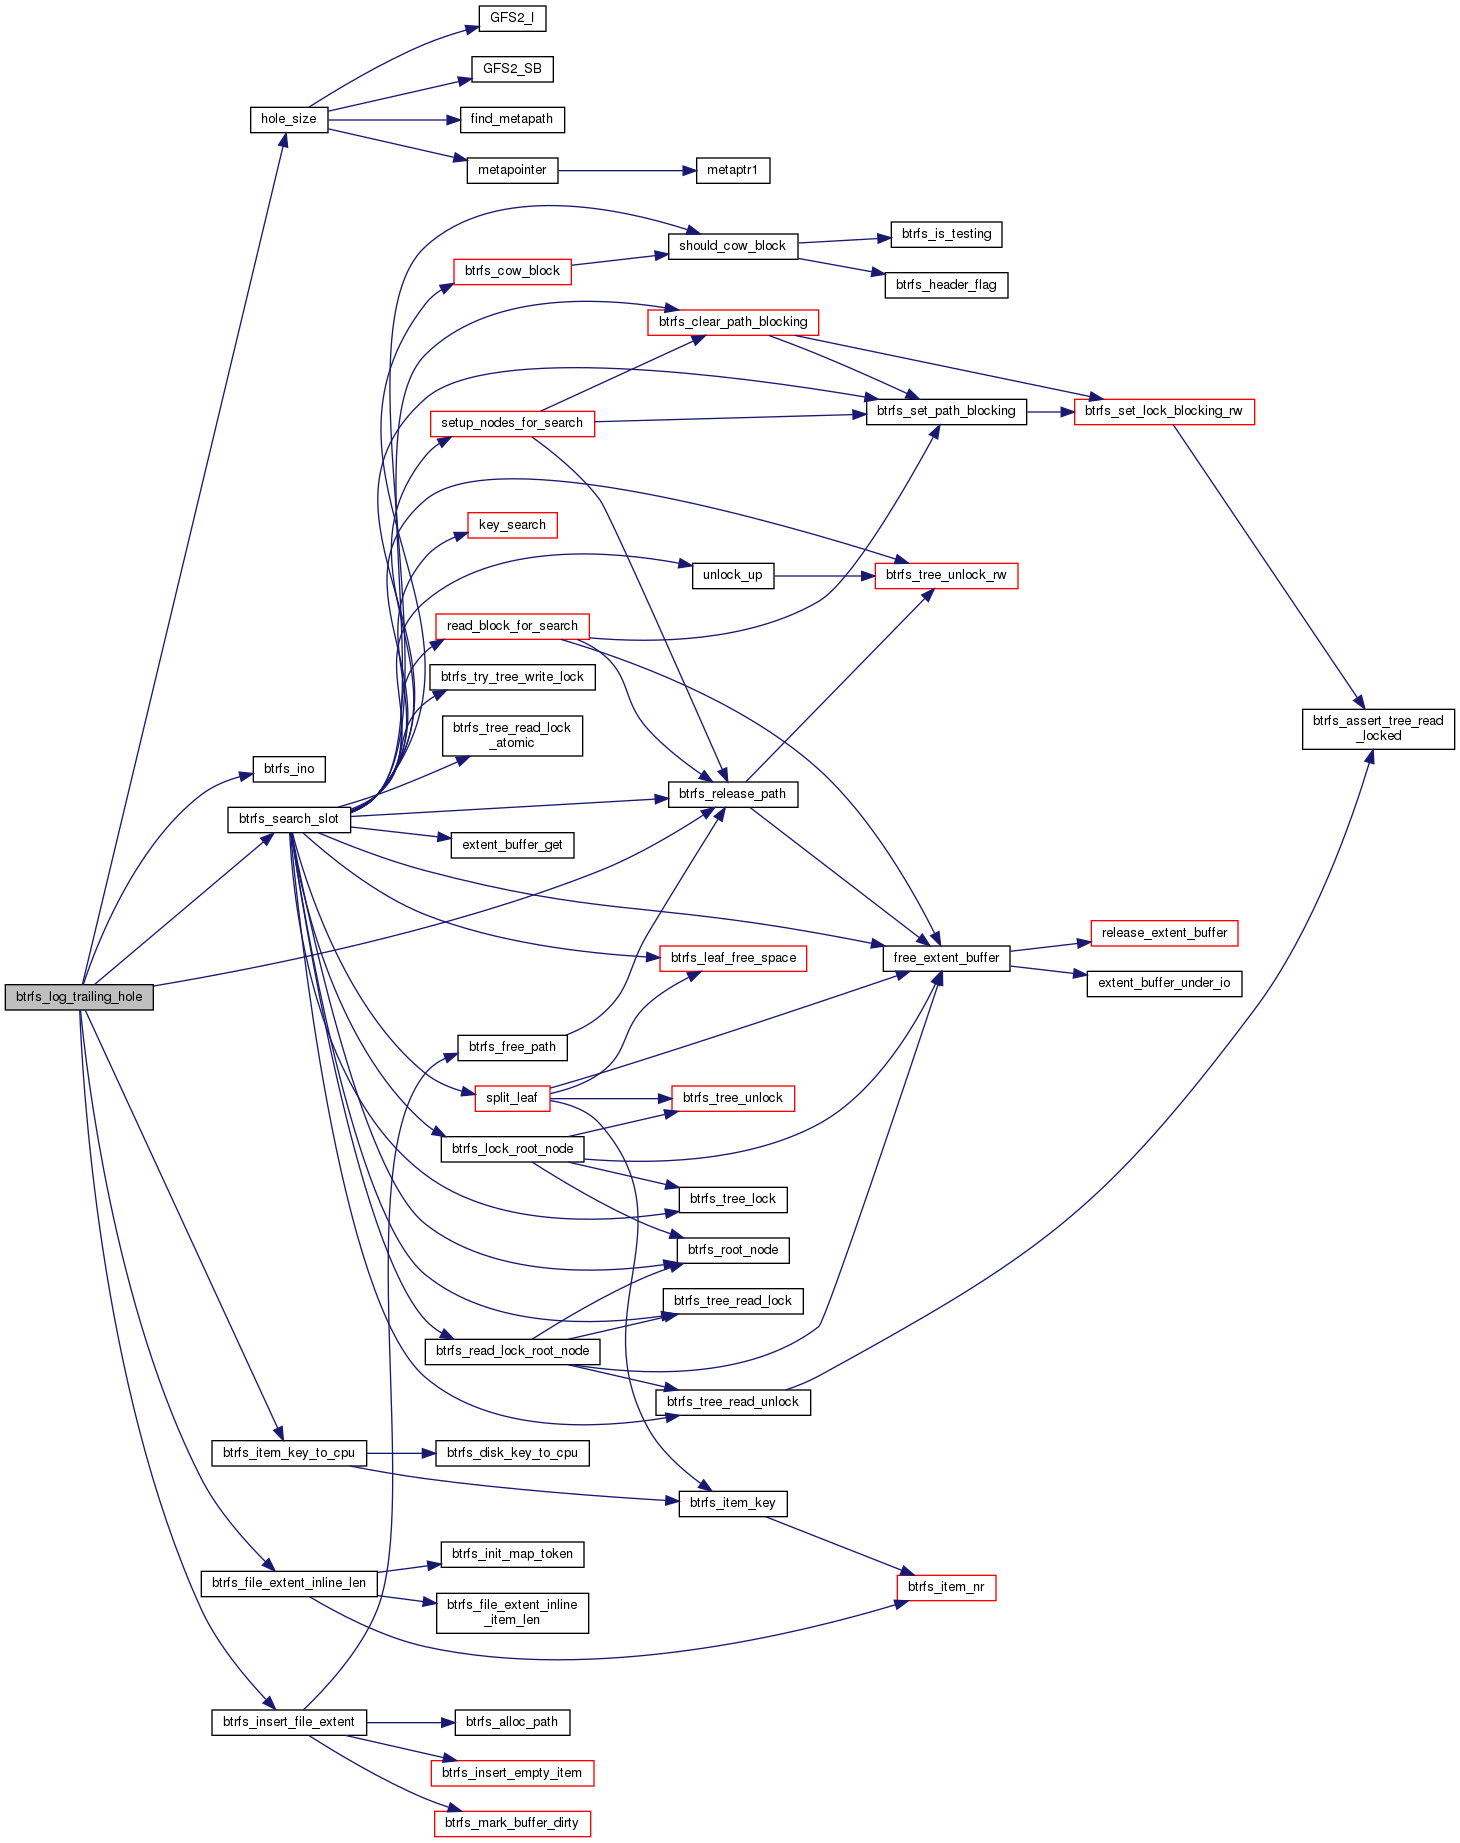 GFS2_I
GFS2_SB
hole_size
find_metapath
metapointer
metaptr1
btrfs_is_testing
should_cow_block
btrfs_cow_block
btrfs_header_flag
btrfs_clear_path_blocking
btrfs_set_path_blocking
btrfs_set_lock_blocking_rw
setup_nodes_for_search
key_search
unlock_up
btrfs_tree_unlock_rw
read_block_for_search
btrfs_try_tree_write_lock
btrfs_tree_read_lock
_atomic
btrfs_assert_tree_read
_locked
btrfs_ino
btrfs_release_path
btrfs_search_slot
extent_buffer_get
release_extent_buffer
btrfs_leaf_free_space
free_extent_buffer
extent_buffer_under_io
btrfs_log_trailing_hole
btrfs_free_path
split_leaf
btrfs_tree_unlock
btrfs_lock_root_node
btrfs_tree_lock
btrfs_root_node
btrfs_tree_read_lock
btrfs_read_lock_root_node
btrfs_tree_read_unlock
btrfs_item_key_to_cpu
btrfs_disk_key_to_cpu
btrfs_item_key
btrfs_init_map_token
btrfs_file_extent_inline_len
btrfs_item_nr
btrfs_file_extent_inline
_item_len
btrfs_insert_file_extent
btrfs_alloc_path
btrfs_insert_empty_item
btrfs_mark_buffer_dirty